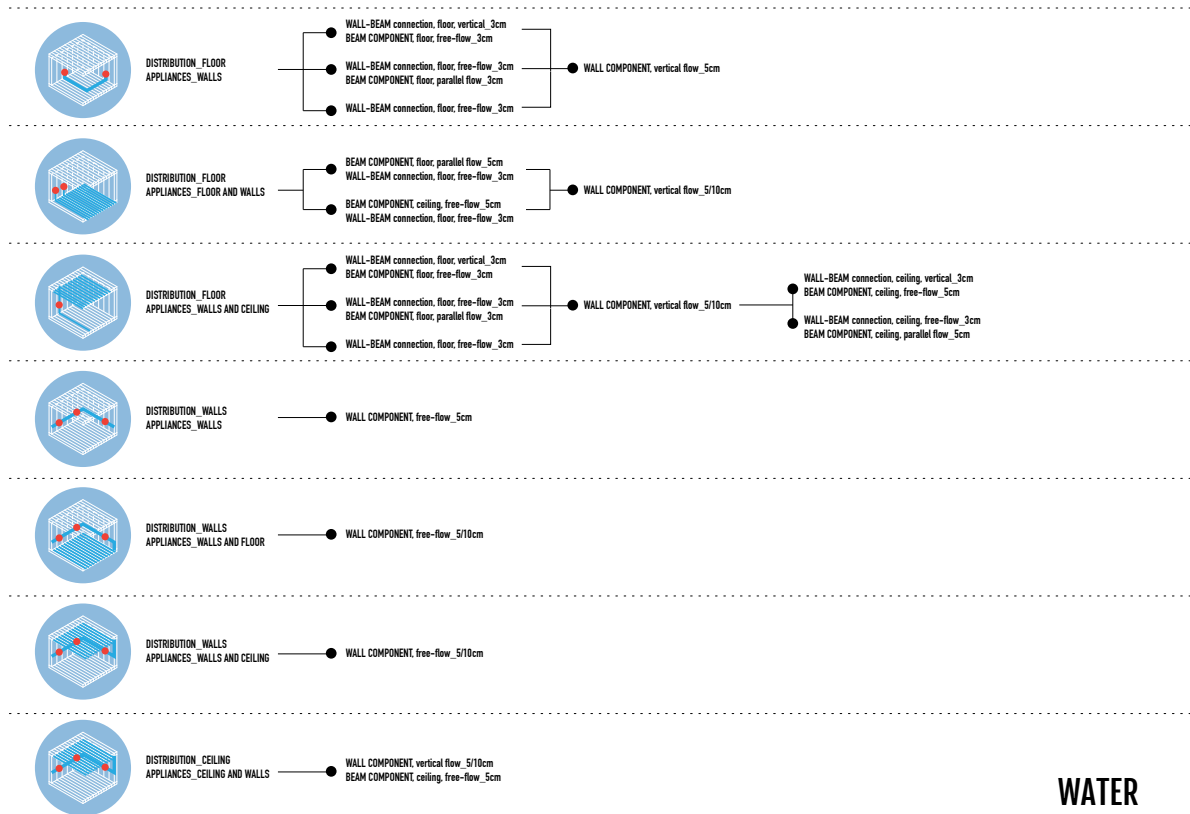 DISTRIBUTION_FLOOR
APPLIANCES_WALLS
WALL-BEAM connection, floor, vertical_3cm
BEAM COMPONENT, floor, free-flow_3cm
WALL-BEAM connection, floor, free-flow_3cm
BEAM COMPONENT, floor, parallel flow_3cm
WALL-BEAM connection, floor, free-flow_3cm
WALL COMPONENT, vertical flow_5cm
DISTRIBUTION_FLOOR
APPLIANCES_FLOOR AND WALLS
BEAM COMPONENT, floor, parallel flow_5cm
WALL-BEAM connection, floor, free-flow_3cm
BEAM COMPONENT, ceiling, free-flow_5cm
WALL-BEAM connection, floor, free-flow_3cm
WALL COMPONENT, vertical flow_5/10cm
DISTRIBUTION_FLOOR
APPLIANCES_WALLS AND CEILING
WALL-BEAM connection, floor, vertical_3cm
BEAM COMPONENT, floor, free-flow_3cm
WALL-BEAM connection, floor, free-flow_3cm
BEAM COMPONENT, floor, parallel flow_3cm
WALL-BEAM connection, floor, free-flow_3cm
WALL COMPONENT, vertical flow_5/10cm
WALL-BEAM connection, ceiling, vertical_3cm
BEAM COMPONENT, ceiling, free-flow_5cm
WALL-BEAM connection, ceiling, free-flow_3cm
BEAM COMPONENT, ceiling, parallel flow_5cm
DISTRIBUTION_WALLS
APPLIANCES_WALLS
WALL COMPONENT, free-flow_5cm
DISTRIBUTION_WALLS
APPLIANCES_WALLS AND FLOOR
WALL COMPONENT, free-flow_5/10cm
DISTRIBUTION_WALLS
APPLIANCES_WALLS AND CEILING
WALL COMPONENT, free-flow_5/10cm
DISTRIBUTION_CEILING
APPLIANCES_CEILING AND WALLS
WALL COMPONENT, vertical flow_5/10cm
BEAM COMPONENT, ceiling, free-flow_5cm
WATER